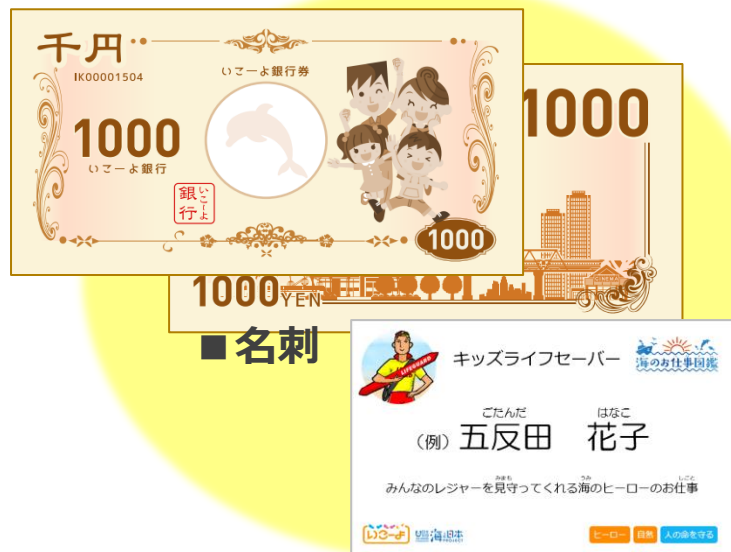 千円
IK00001504
いこーよ銀行券
1000
いこーよ銀行
いこーよ
銀行
1000
1000
1000YEN
CINEMA
■名刺
LIFEGUARD
キッズライフセーバー
海のお仕事図鑑
ごたんだ はなこ
(例) 五反田 花子
みまも うみ しごと
みんなのレジャーを見守ってくれる海のヒーローのお仕事
いこーよ 海と日本 PROJECT
ヒーロー 自然 人の命を守る